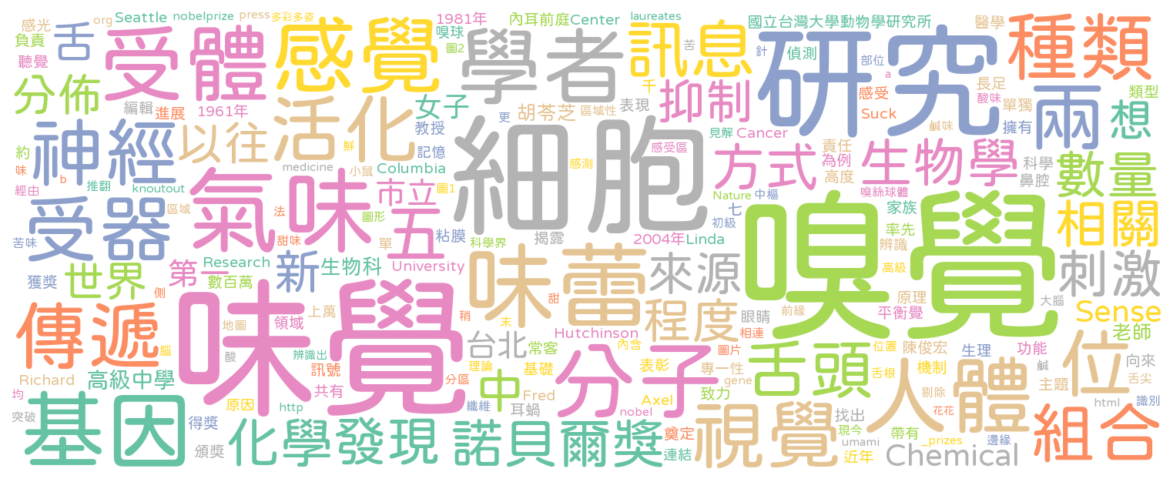 感光 org Seattle nobelprize press 多彩多姿 1981年 內耳前庭 Center laureates 國立台灣大學動物學研究所 醫學
負責 舌 受體 感覺 嗅球 圖2 學者 訊息 苦 針 偵測 研究 部位 a 長足 種類
聽覺 分佈 編輯 進展 1961年 活化 女子 胡苓芝 區域性 表現 千 抑制 感受 Suck 酸味 單獨 鹹味 兩 類型 想
約 神經 以往 教授 記憶 更 細胞 見解 Cancer 責任 為例 高度 擁有 生物學 科學 鼻腔 數量
味 b 經由 推翻 knoutout medicine 鮮 小鼠 Columbia 感測 感受區 方式 嗅絲球體
受器 區域 氣味 法 圖形 市立 圖1 五 粘膜 科學界 揭露 Nature 中樞 七 初級 嗅覺 家族 率先 辨識 相關
苦味 甜味 單 2004年 Linda
獲獎 世界 第一 Research 數百萬 新 生物科 University 味蕾 來源 高級 原理 平衡覺 大腦 刺激
側 傳遞 味覺 上萬 領域 地圖 酸 稍 末 甜 Hutchinson 程度 眼睛 前緣 相連 位置 陳俊宏 功能 Sense 老師
腦 Richard 高級中學 辨識出 訊號 共有 理論 分區 台北 常客 基礎 內含 表彰 圖片 專一性 舌頭 舌根 生理 機制 向來 鹹 位 舌尖
均 突破 基因 原因 得獎 http 頒獎 纖維 中 耳蝸 Fred 分子 Axel nobel 致力 gene 奠定 剔除 人體 主題 識別 花花 html
化學發現 諾貝爾獎 連結 視覺 找出 現今 umami _prizes 近年 帶有 邊緣 Chemical 組合